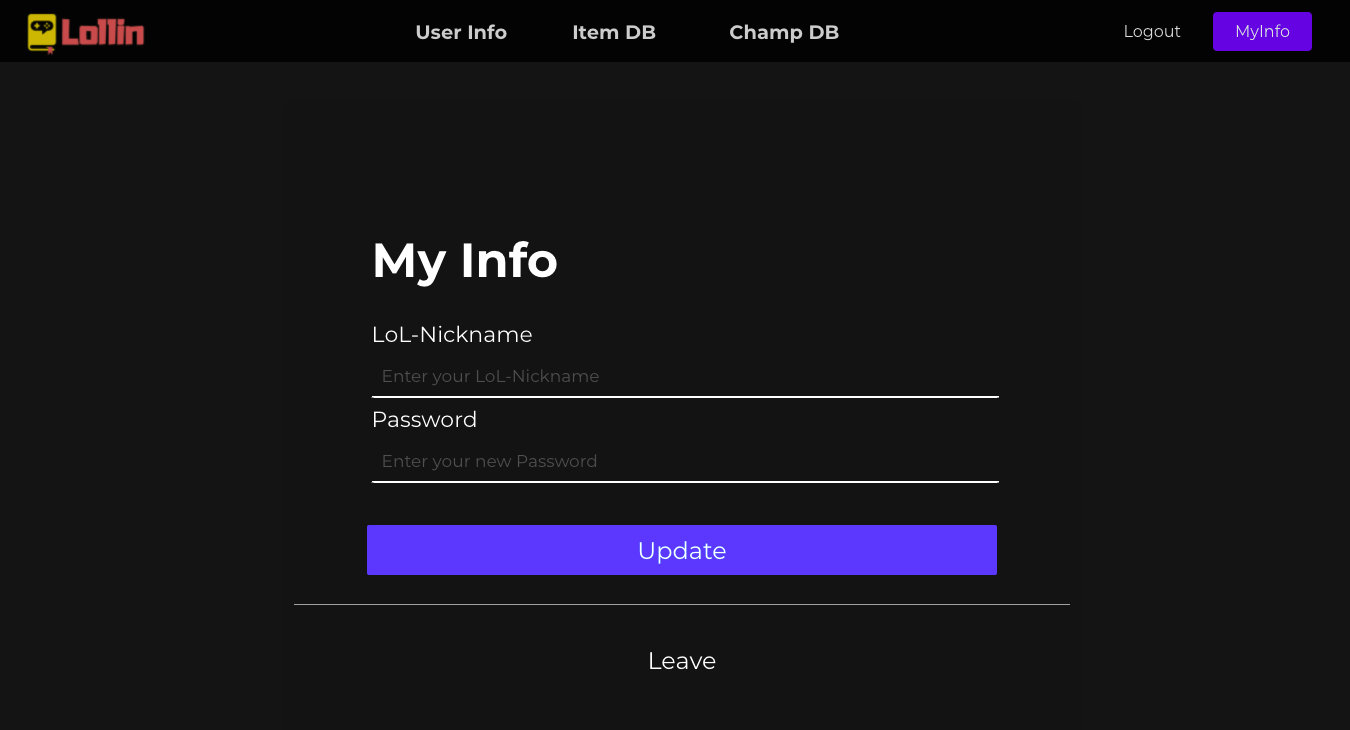 Lollin
User Info
Item DB
Champ DB
Logout
MyInfo
My Info
LoL-Nickname
Enter your LoL-Nickname
Password
Enter your new Password
Update
Leave